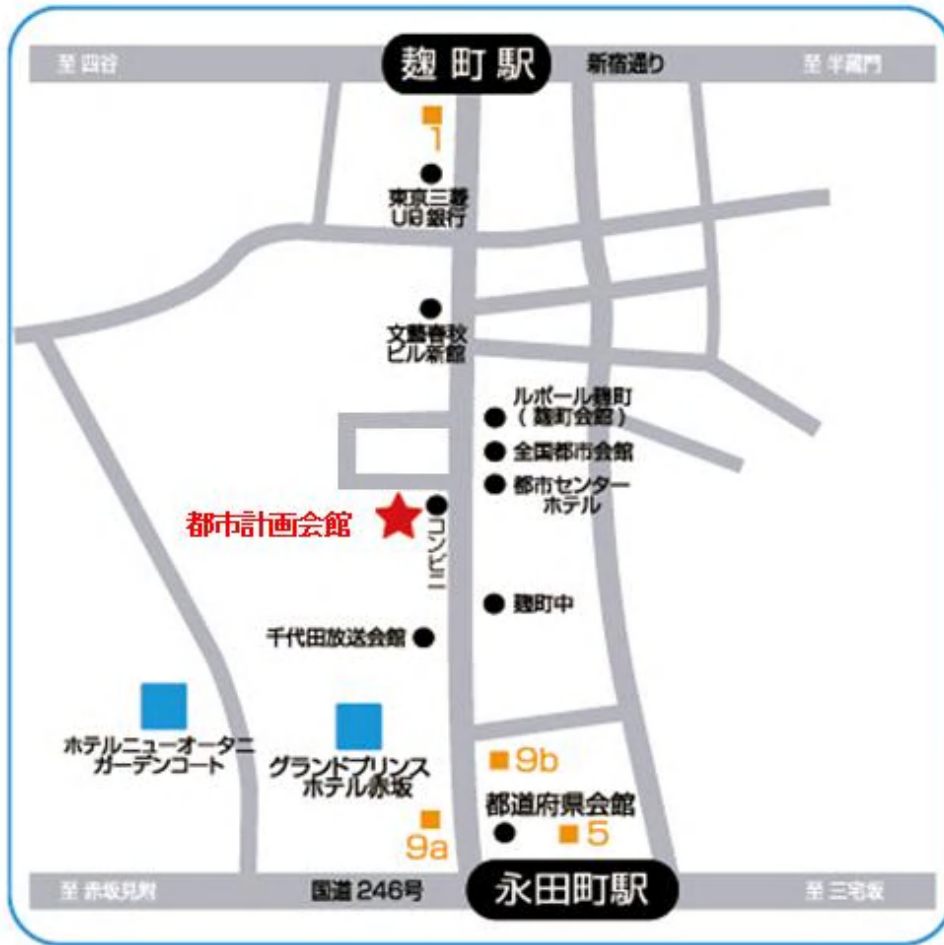 至 四谷
麹町駅
新宿通り
至 半蔵門
1
東京三菱
UFJ銀行
文藝春秋
ビル新館
ルポール麹町
(麹町会館)
全国都市会館
都市センター
ホテル
都市計画会館
コンビニ
麹町中
千代田放送会館
ホテルニューオータニ
ガーデンコート
グランドプリンス
ホテル赤坂
9b
都道府県会館
9a
5
至 赤坂見附
国道246号
永田町駅
至 三宅坂